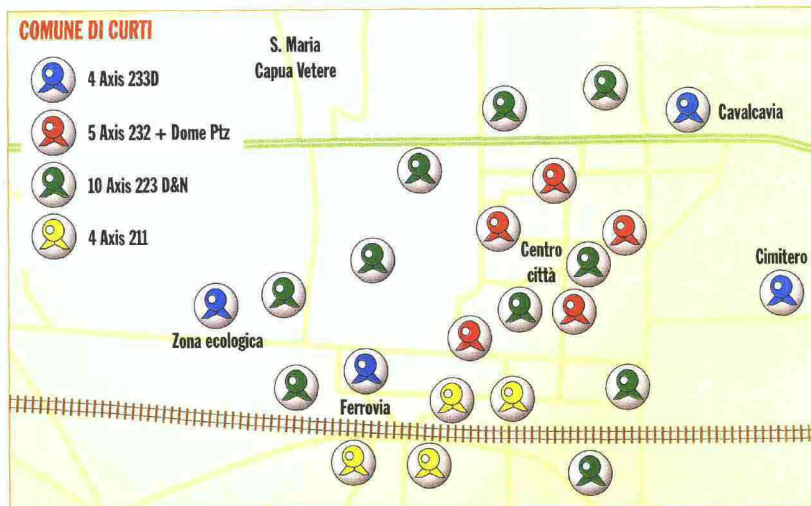 COMUNE DI CURTI
4 Axis 233D
5 Axis 232 + Dome Ptz
10 Axis 223 D&N
4 Axis 211
S. Maria
Capua Vetere
Cavalcavia
Centro
città
Cimitero
Zona ecologica
Ferrovia